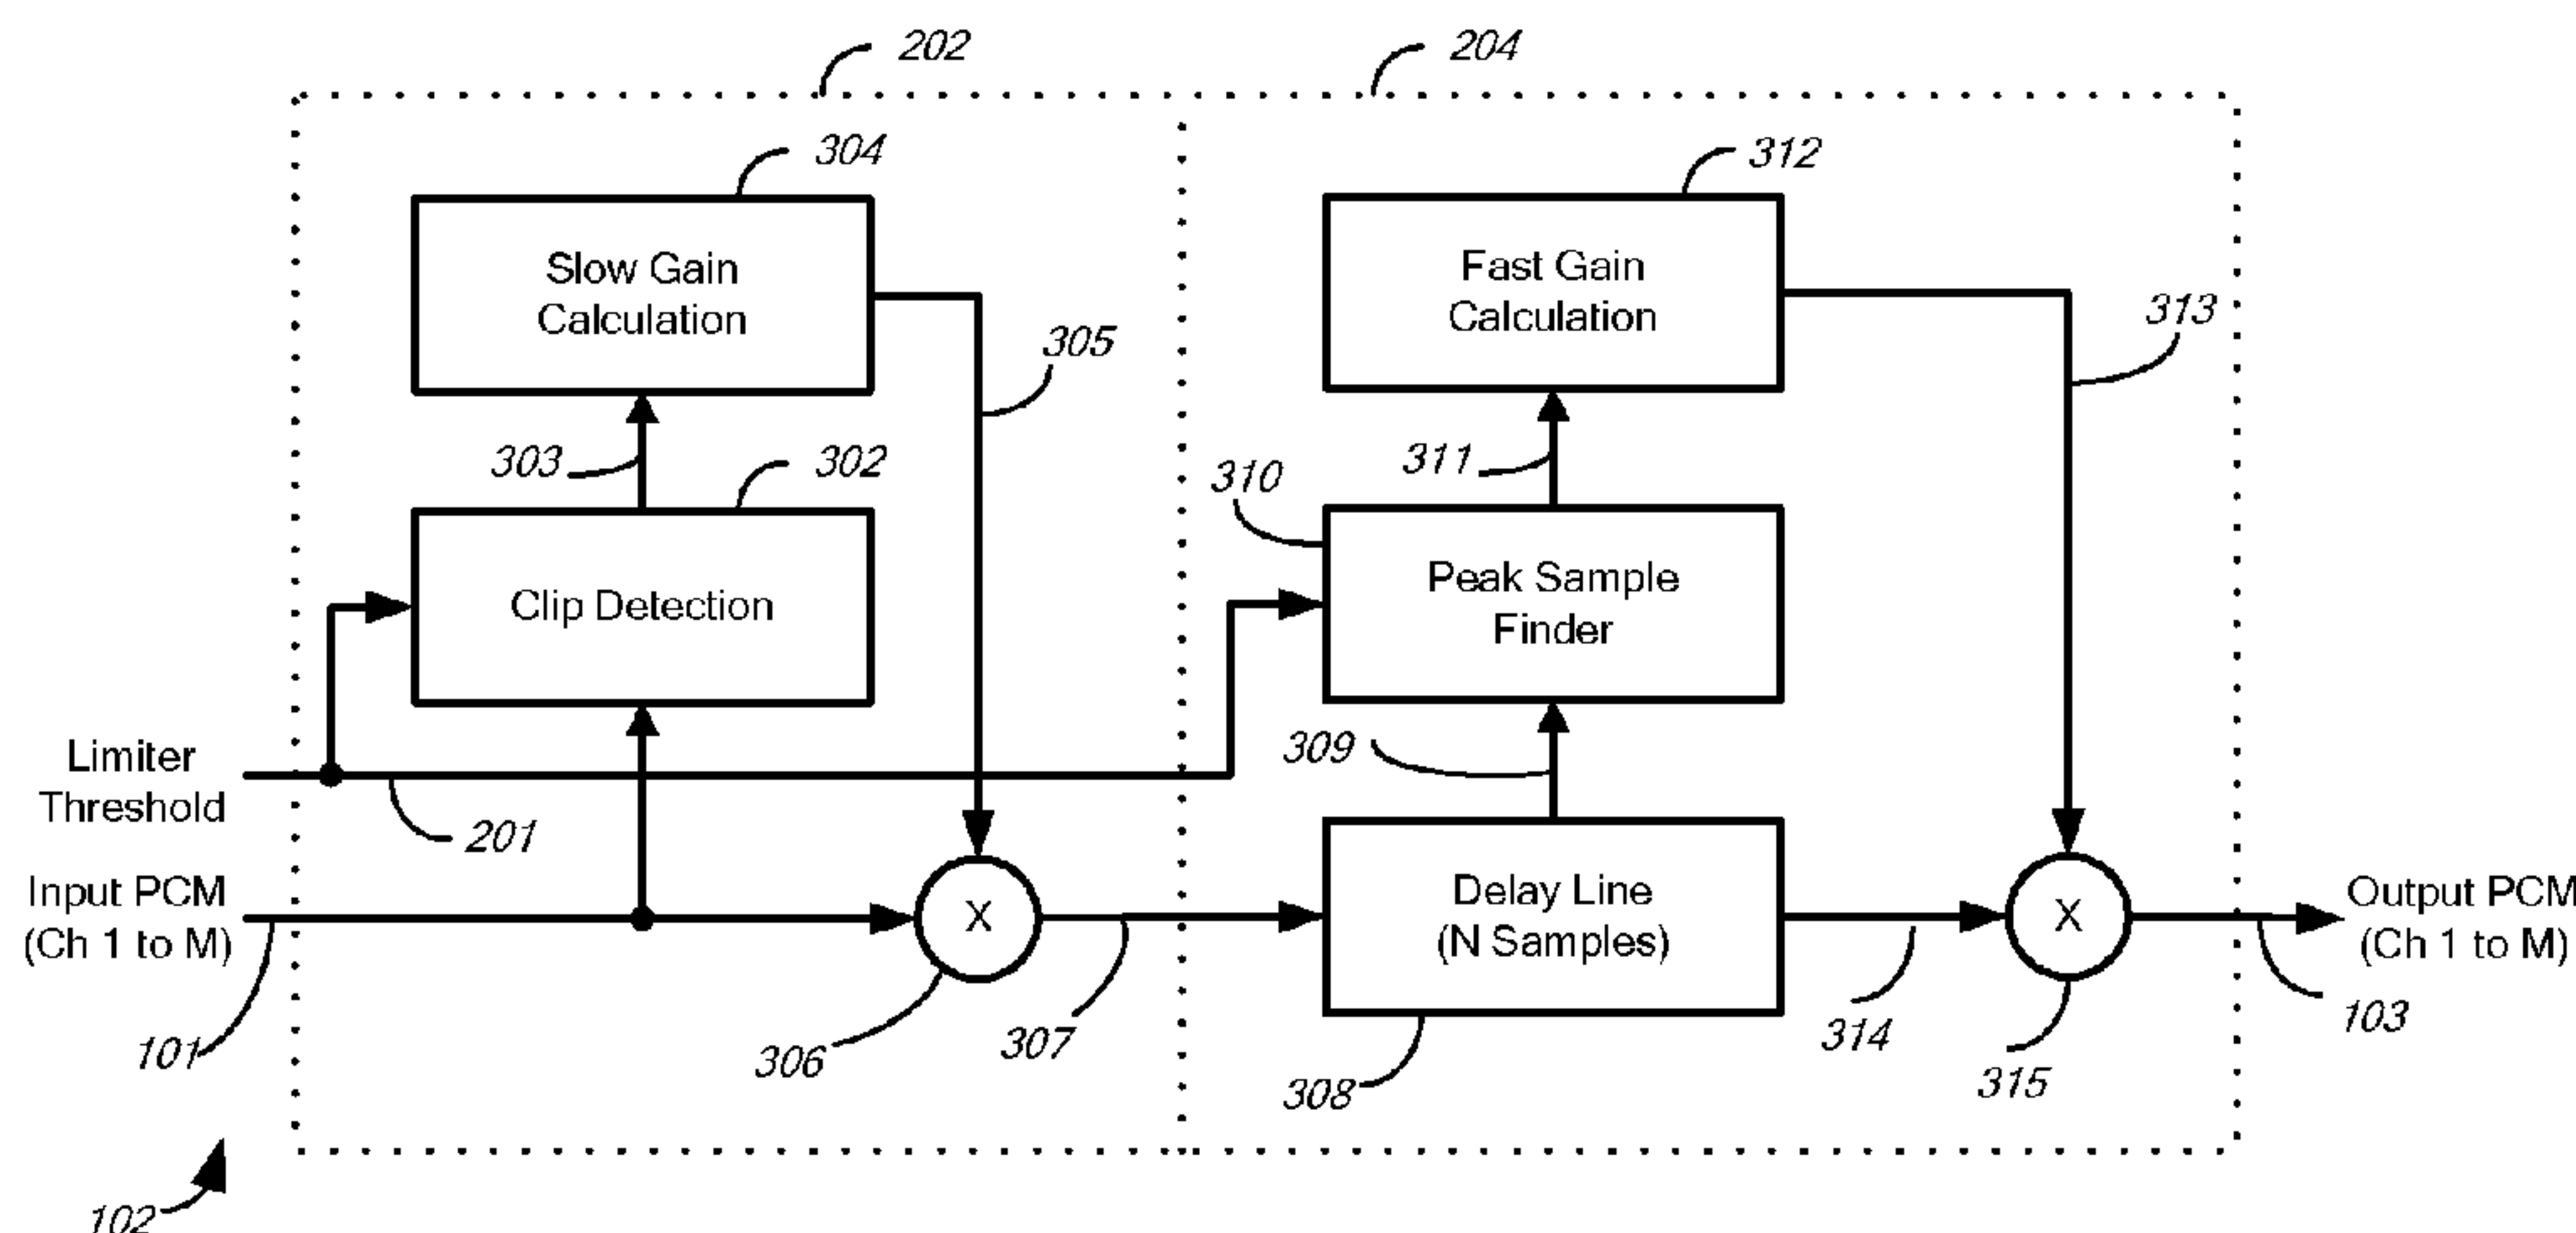 202
204
304
312
Slow Gain
Calculation
Fast Gain
Calculation
305
313
303
302
311
310
Clip Detection
Peak Sample
Finder
Limiter
Threshold
309
201
Input PCM
(Ch 1 to M)
X
Delay Line
(N Samples)
X
Output PCM
(Ch 1 to M)
101
306
307
308
314
315
103
102